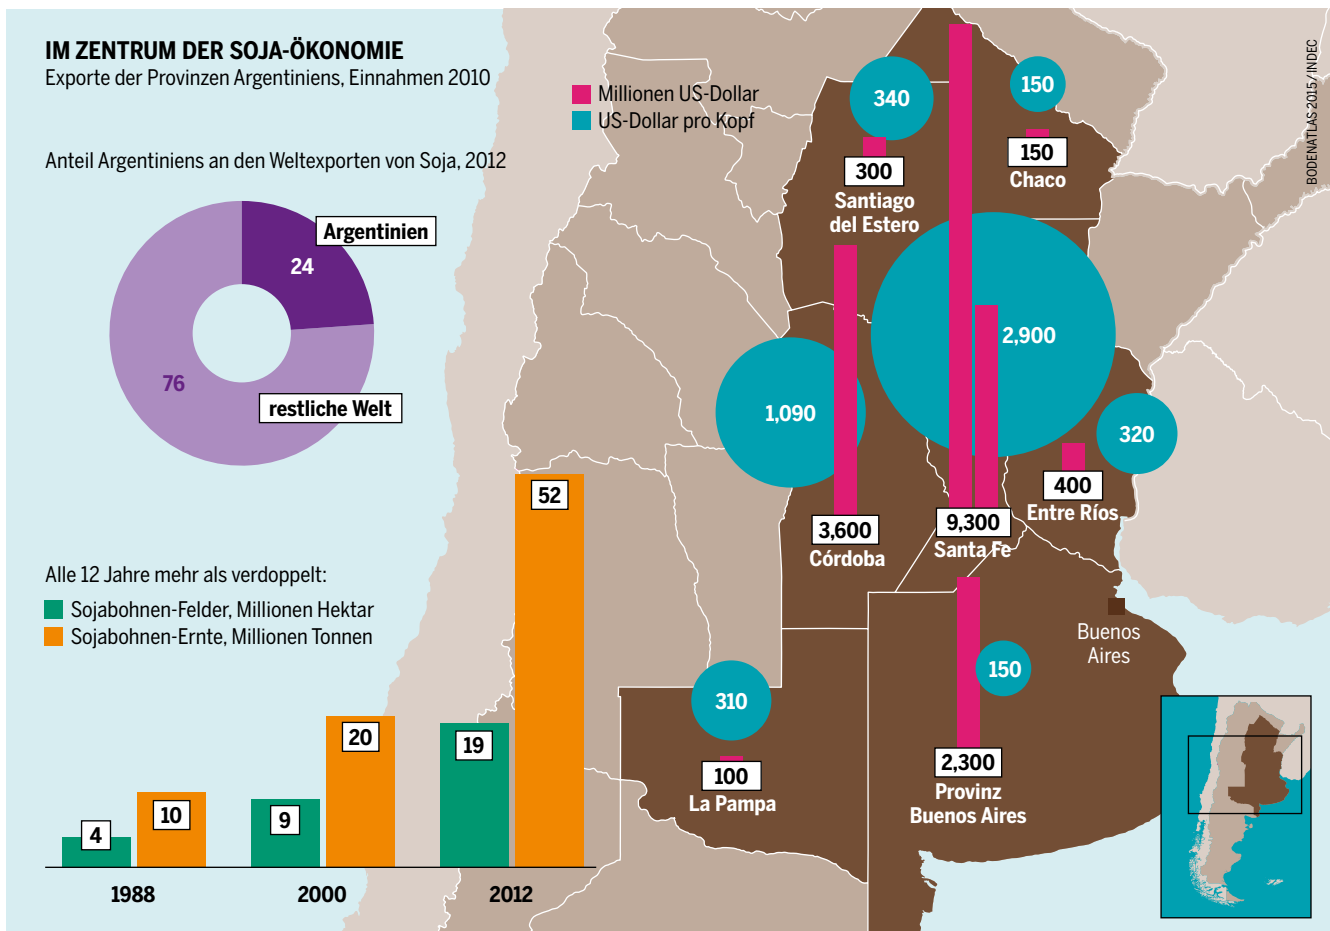 IM ZENTRUM DER SOJA-ÖKONOMIE
Exporte der Provinzen Argentiniens, Einnahmen 2010
Millionen US-Dollar
US-Dollar pro Kopf
Anteil Argentiniens an den Weltexporten von Soja, 2012
Argentinien
24
76
restliche Welt
340
300
Santiago
del Estero
150
150
Chaco
2,900
1,090
320
400
Entre Ríos
3,600
Córdoba
9,300
Santa Fe
Buenos
Aires
150
2,300
Provinz
Buenos Aires
310
100
La Pampa
Alle 12 Jahre mehr als verdoppelt:
Sojabohnen-Felder, Millionen Hektar
Sojabohnen-Ernte, Millionen Tonnen
4
10
9
20
19
52
1988
2000
2012
BODENATLAS 2015 / INDEC